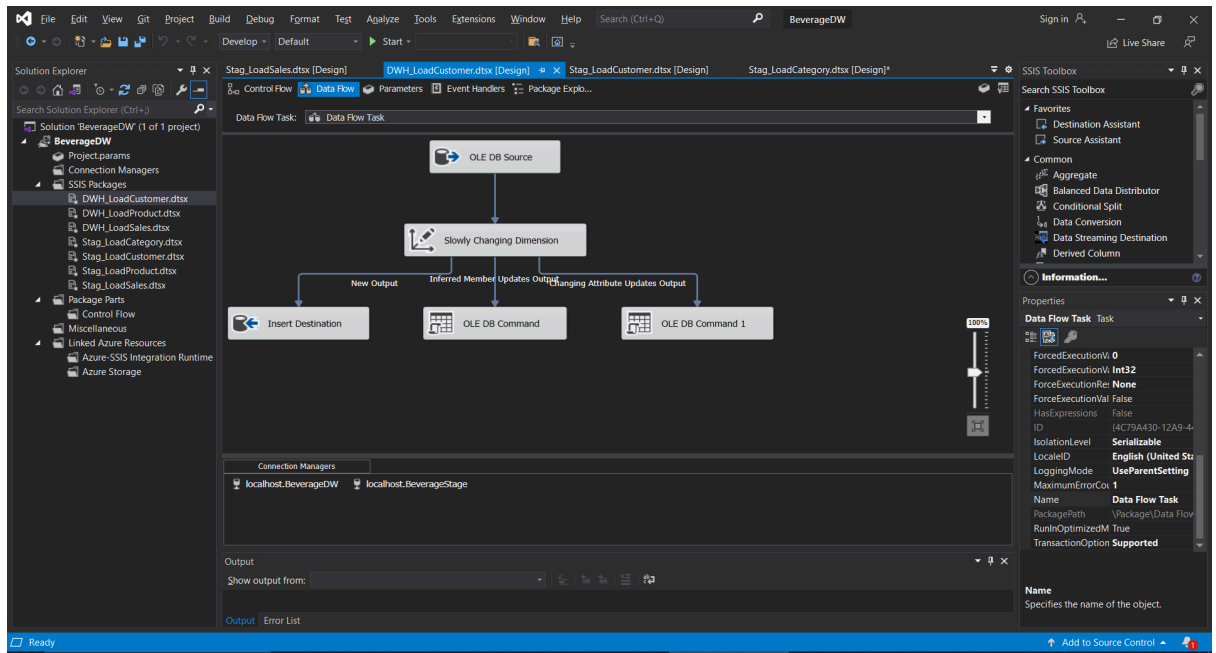 File Edit View Git Project Build Debug Format Test Analyze Tools Extensions Window Help Search (Ctrl+Q) BeverageDW Sign in
Develop Default Start Live Share
Solution Explorer
Search Solution Explorer (Ctrl+;)
Solution 'BeverageDW' (1 of 1 project)
BeverageDW
Project.params
Connection Managers
SSIS Packages
DWH_LoadCustomer.dtsx
DWH_LoadProduct.dtsx
DWH_LoadSales.dtsx
Stag_LoadCategory.dtsx
Stag_LoadCustomer.dtsx
Stag_LoadProduct.dtsx
Stag_LoadSales.dtsx
Package Parts
Control Flow
Miscellaneous
Linked Azure Resources
Azure-SSIS Integration Runtime
Azure Storage
Stag_LoadSales.dtsx [Design] DWH_LoadCustomer.dtsx [Design] Stag_LoadCustomer.dtsx [Design] Stag_LoadCategory.dtsx [Design]*
Control Flow Data Flow Parameters Event Handlers Package Explo...
Data Flow Task: Data Flow Task
OLE DB Source
Slowly Changing Dimension
New Output Inferred Member Updates Output Changing Attribute Updates Output
Insert Destination OLE DB Command OLE DB Command 1
100%
Connection Managers
localhost.BeverageDW localhost.BeverageStage
Output
Show output from:
Output Error List
SSIS Toolbox
Search SSIS Toolbox
Favorites
Destination Assistant
Source Assistant
Common
Aggregate
Balanced Data Distributor
Conditional Split
Data Conversion
Data Streaming Destination
Derived Column
Information...
Properties
Data Flow Task Task
ForcedExecutionVa 0
ForcedExecutionVa Int32
ForceExecutionRes None
ForceExecutionVal False
HasExpressions False
ID {4C79A430-12A9-4
IsolationLevel Serializable
LocaleID English (United Sta
LoggingMode UseParentSetting
MaximumErrorCou 1
Name Data Flow Task
PackagePath \Package\Data Flow
RunInOptimizedM True
TransactionOption Supported
Name
Specifies the name of the object.
Ready Add to Source Control 1